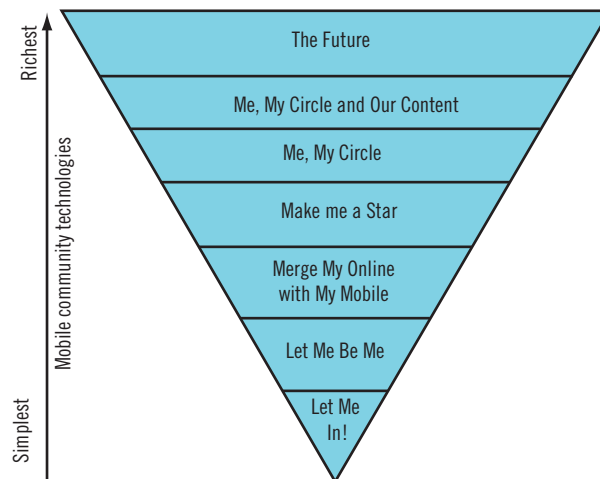 Richest
Mobile community technologies
Simplest
The Future
Me, My Circle and Our Content
Me, My Circle
Make me a Star
Merge My Online
with My Mobile
Let Me Be Me
Let Me
In!